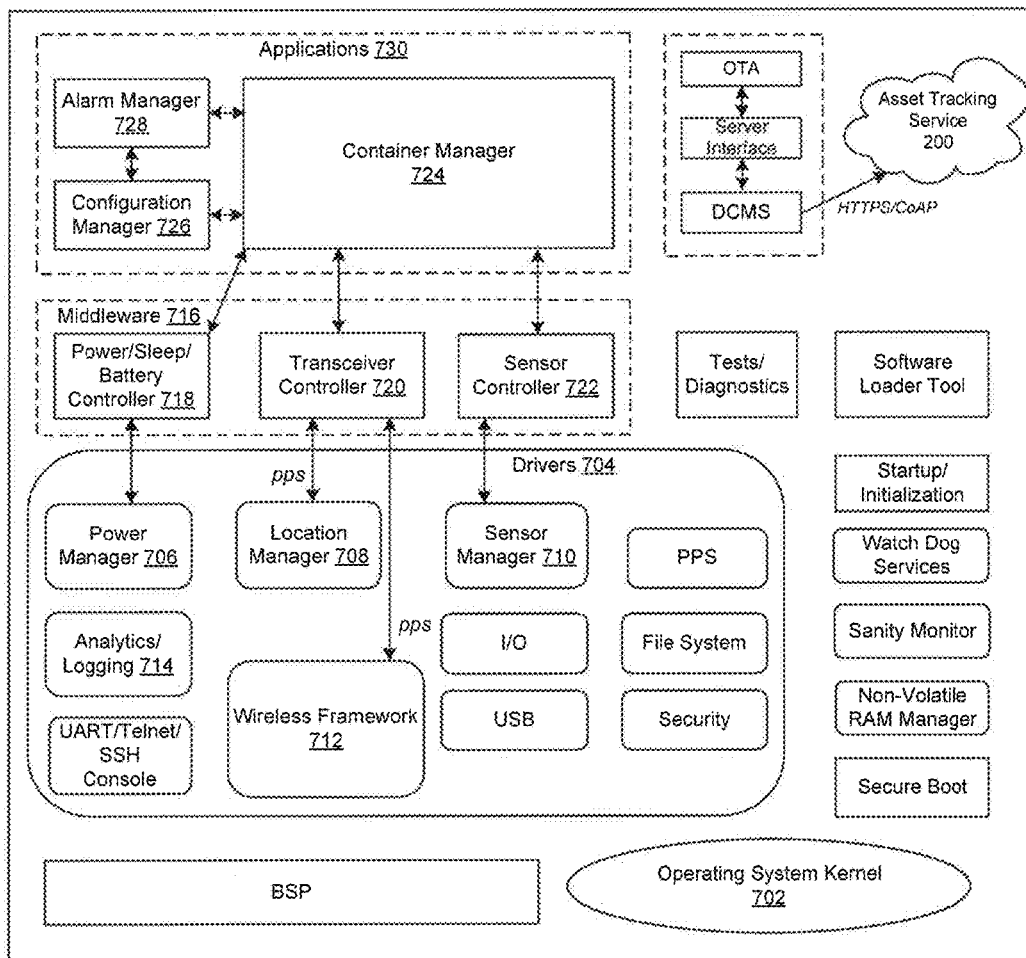 Applications 730
Alarm Manager
728
Container Manager
724
Configuration
Manager 726
OTA
Server
Interface
DCMS
Asset Tracking
Service
200
HTTPS/CoAP
Middleware 716
Power/Sleep/
Battery
Controller 718
Transceiver
Controller 720
Sensor
Controller 722
Tests/
Diagnostics
Software
Loader Tool
pps
Drivers 704
Power
Manager 706
Location
Manager 708
Sensor
Manager 710
PPS
Startup/
Initialization
Watch Dog
Services
Analytics/
Logging 714
pps
I/O
File System
Sanity Monitor
Wireless Framework
712
USB
Security
Non-Volatile
RAM Manager
UART/Telnet/
SSH
Console
Secure Boot
BSP
Operating System Kernel
702